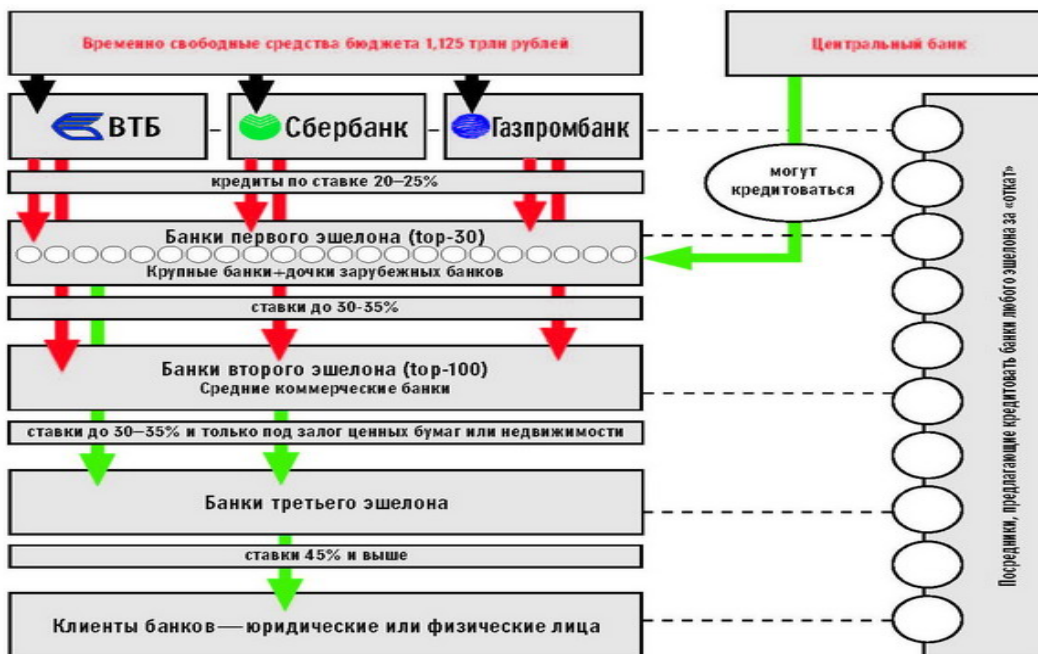 Временно свободные средства бюджета 1,125 трлн рублей
Центральный банк
ВТБ
Сбербанк
Газпромбанк
могут
кредитоваться
кредиты по ставке 20–25%
Банки первого эшелона (top-30)
Крупные банки+дочки зарубежных банков
ставки до 30-35%
Банки второго эшелона (top-100)
Средние коммерческие банки
ставки до 30–35% и только под залог ценных бумаг или недвижимости
Банки третьего эшелона
ставки 45% и выше
Клиенты банков—юридические или физические лица
Посредники, предлагающие кредитовать банки любого эшелона за «откат»